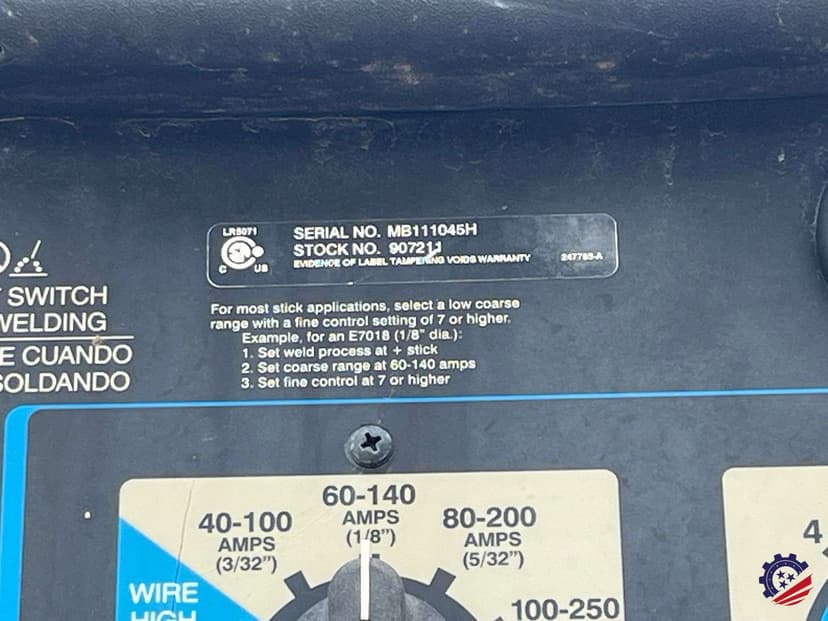 LR5071
SERIAL NO. MB111045H
STOCK NO. 907211
EVIDENCE OF LABEL TAMPERING VOIDS WARRANTY
247785-A
C US
SWITCH
WELDING
E CUANDO
SOLDANDO
For most stick applications, select a low coarse
range with a fine control setting of 7 or higher.
Example, for an E7018 (1/8" dia.):
1. Set weld process at + stick
2. Set coarse range at 60-140 amps
3. Set fine control at 7 or higher
60-140
AMPS
(1/8")
40-100
AMPS
(3/32")
80-200
AMPS
(5/32")
100-250
WIRE
HIGH
4